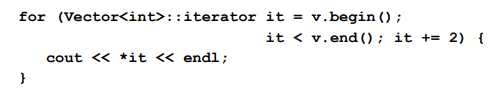 for (Vector<int>::iterator it = v.begin();
it < v.end(); it += 2) {
cout << *it << endl;
}